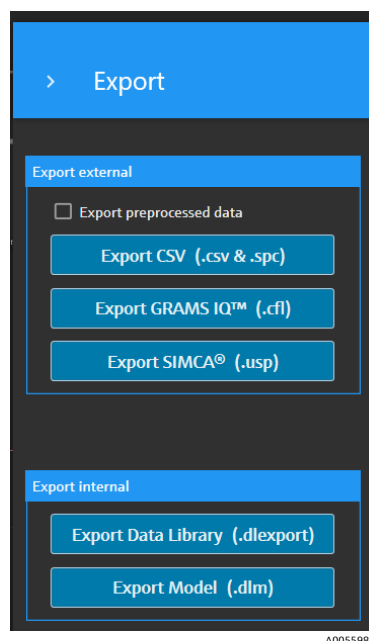 Export
Export external
Export preprocessed data
Export CSV (.csv & .spc)
Export GRAMS IQ™ (.cfl)
Export SIMCA® (.usp)
Export internal
Export Data Library (.dlexport)
Export Model (.dlm)
A005598